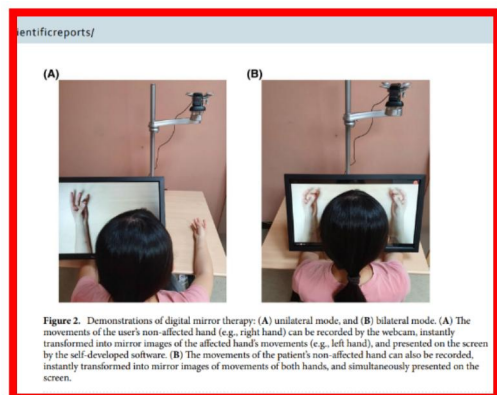 ientificreports/
(A)
(B)
Figure 2. Demonstrations of digital mirror therapy: (A) unilateral mode, and (B) bilateral mode. (A) The
movements of the user's non-affected hand (e.g., right hand) can be recorded by the webcam, instantly
transformed into mirror images of the affected hand's movements (e.g., left hand), and presented on the screen
by the self-developed software. (B) The movements of the patient's non-affected hand can also be recorded,
instantly transformed into mirror images of movements of both hands, and simultaneously presented on the
screen.